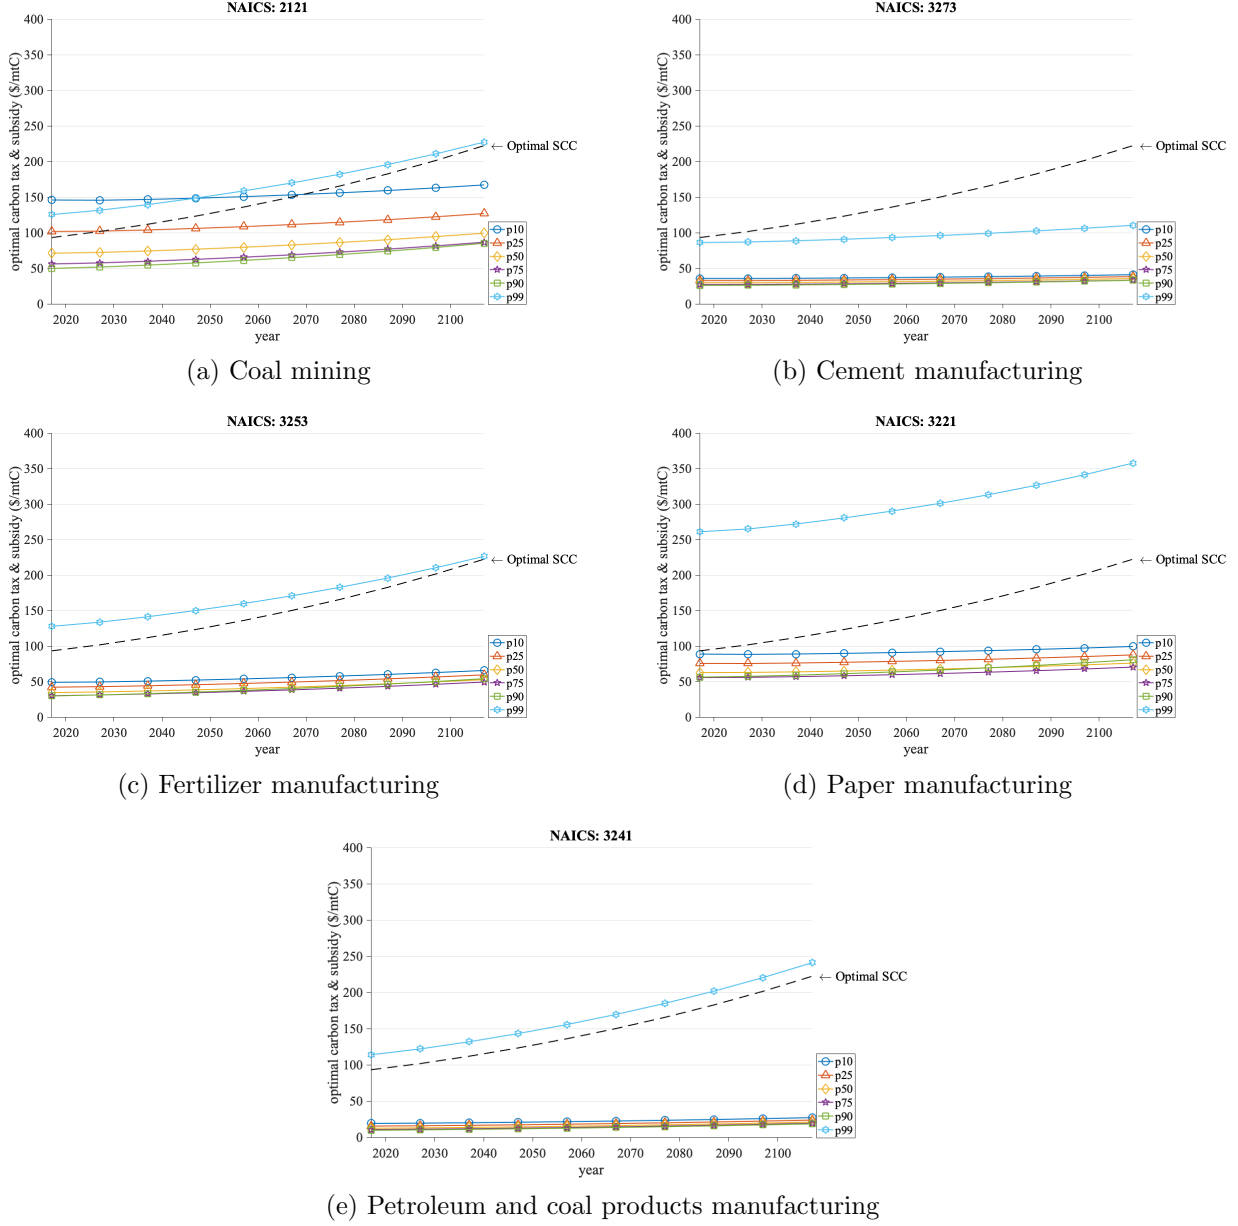 NAICS: 2121
optimal carbon tax & subsidy ($/mtC)
400
350
300
250
200
150
100
50
0
← Optimal SCC
p10
p25
p50
p75
p90
p99
2020 2030 2040 2050 2060 2070 2080 2090 2100
year
(a) Coal mining
NAICS: 3273
optimal carbon tax & subsidy ($/mtC)
400
350
300
250
200
150
100
50
0
← Optimal SCC
p10
p25
p50
p75
p90
p99
2020 2030 2040 2050 2060 2070 2080 2090 2100
year
(b) Cement manufacturing
NAICS: 3253
optimal carbon tax & subsidy ($/mtC)
400
350
300
250
200
150
100
50
0
← Optimal SCC
p10
p25
p50
p75
p90
p99
2020 2030 2040 2050 2060 2070 2080 2090 2100
year
(c) Fertilizer manufacturing
NAICS: 3221
optimal carbon tax & subsidy ($/mtC)
400
350
300
250
200
150
100
50
0
← Optimal SCC
p10
p25
p50
p75
p90
p99
2020 2030 2040 2050 2060 2070 2080 2090 2100
year
(d) Paper manufacturing
NAICS: 3241
optimal carbon tax & subsidy ($/mtC)
400
350
300
250
200
150
100
50
0
← Optimal SCC
p10
p25
p50
p75
p90
p99
2020 2030 2040 2050 2060 2070 2080 2090 2100
year
(e) Petroleum and coal products manufacturing